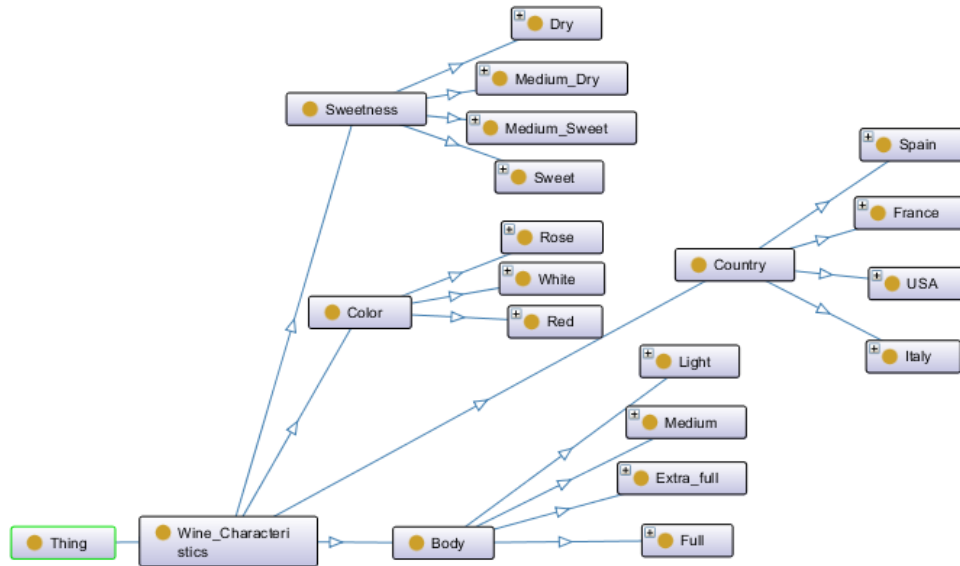 Dry
Medium_Dry
Sweetness
Medium_Sweet
Spain
Sweet
France
Rose
Country
White
USA
Color
Red
Light
Italy
Medium
Extra_full
Wine_Characteri
stics
Thing
Body
Full